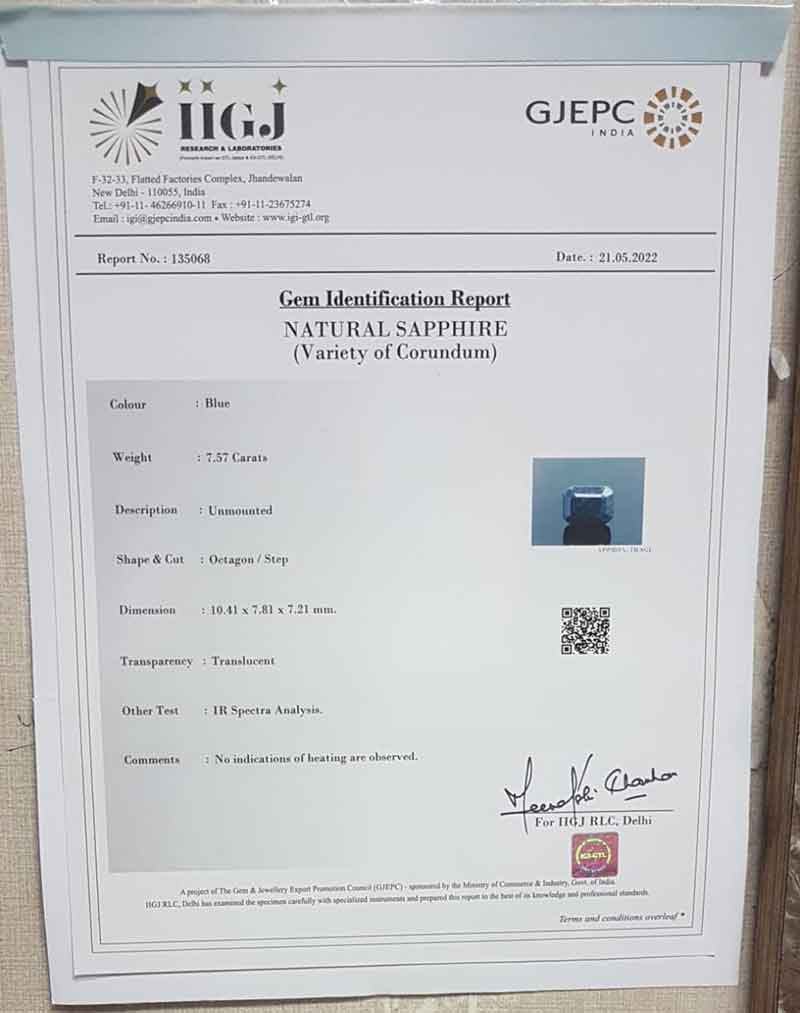 IIGJ
RESEARCH & LABORATORIES
GJEPC
INDIA
F-32-33, Flatted Factories Complex, Jhandewalan
New Delhi - 110055, India
Tel.: +91-11- 46266910-11 Fax : +91-11-23675274
Email : igi@gjepcindia.com • Website : www.igi-gtl.org
Report No. : 135068
Date. : 21.05.2022
Gem Identification Report
NATURAL SAPPHIRE
(Variety of Corundum)
Colour : Blue
Weight : 7.57 Carats
Description : Unmounted
Shape & Cut : Octagon / Step
Dimension : 10.41 x 7.81 x 7.21 mm.
Transparency : Translucent
Other Test : IR Spectra Analysis.
Comments : No indications of heating are observed.
APPROX. IMAGE
Meenakshi Chauhan
For IIGJ RLC, Delhi
IGI-GTL
A project of The Gem & Jewellery Export Promotion Council (GJEPC) - sponsored by the Ministry of Commerce & Industry, Govt. of India.
IIGJ RLC, Delhi has examined the specimen carefully with specialized instruments and prepared this report to the best of its knowledge and professional standards.
Terms and conditions overleaf *